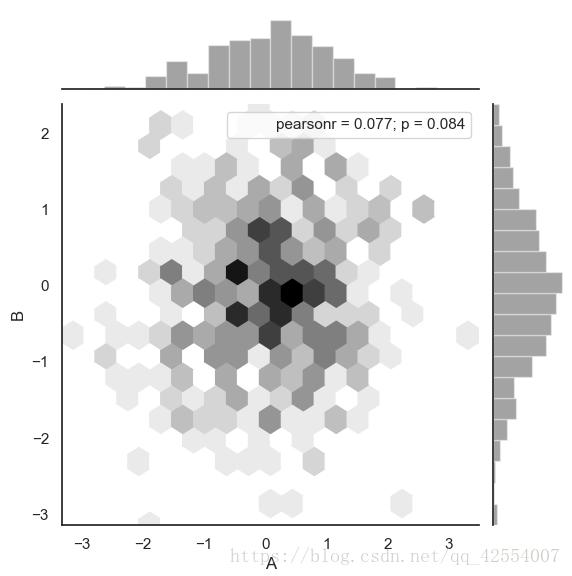 pearsonr = 0.077; p = 0.084
2
1
0
−1
−2
−3
B
−3 −2 −1 0 1 2 3
A
https://blog.csdn.net/qq_42554007